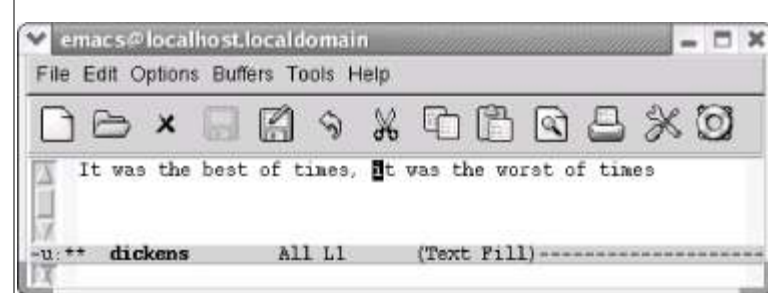 emacs@localhost.localdomain
File Edit Options Buffers Tools Help
It was the best of times, it was the worst of times
-u:** dickens All L1 (Text Fill)--------------------